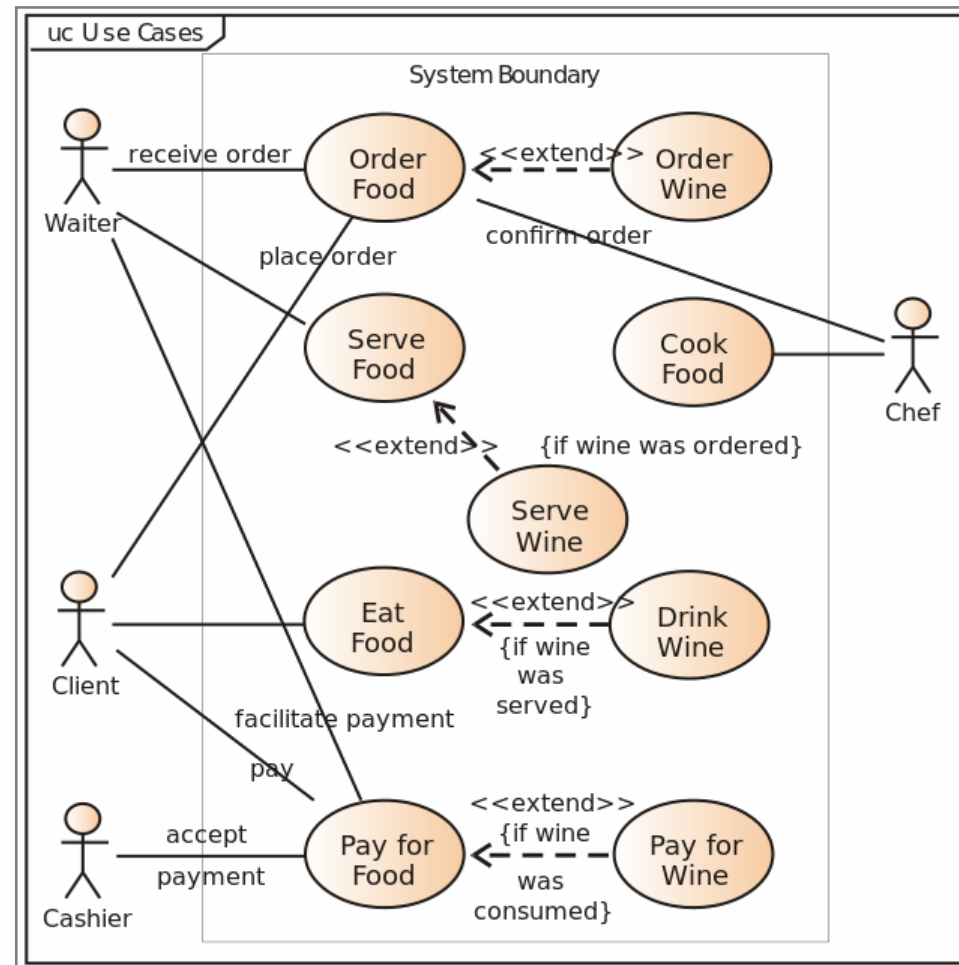 uc Use Cases
System Boundary
receive order
Order
Food
<<extend>>
Order
Wine
Waiter
place order
confirm order
Serve
Food
Cook
Food
Chef
<<extend>>
{if wine was ordered}
Serve
Wine
Eat
Food
<<extend>>
{if wine
was
served}
Drink
Wine
Client
facilitate payment
pay
accept
payment
Cashier
Pay for
Food
<<extend>>
{if wine
was
consumed}
Pay for
Wine